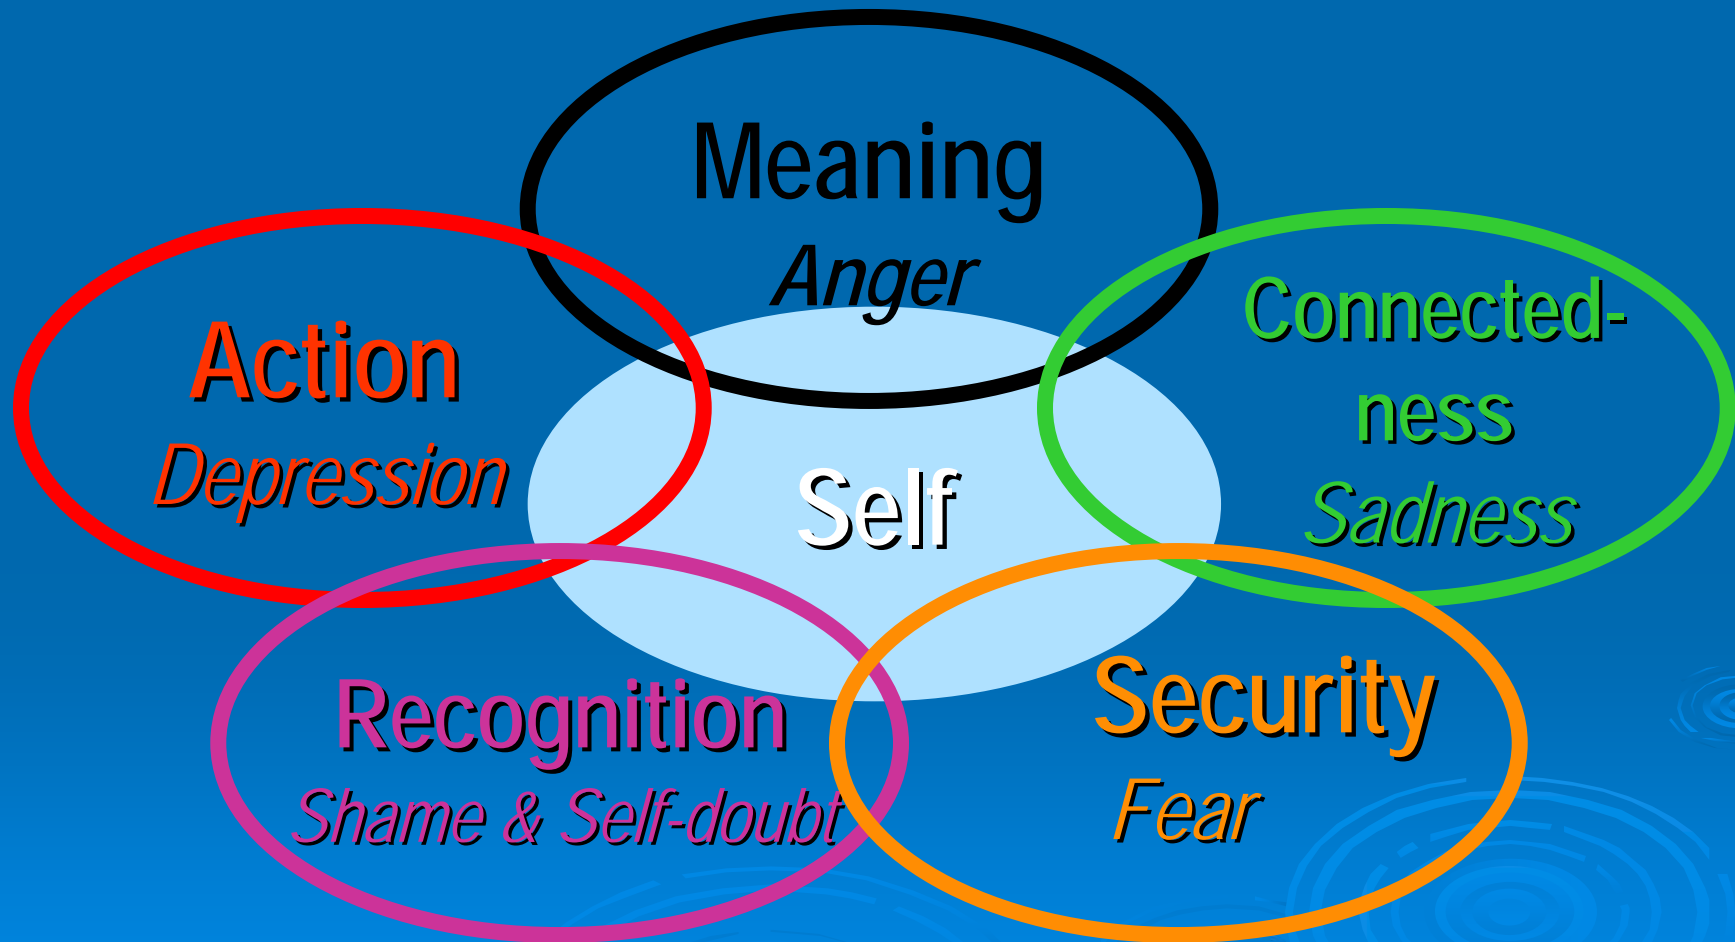 Meaning
Anger
Action
Depression
Connected-
ness
Sadness
Self
Recognition
Shame & Self-doubt
Security
Fear